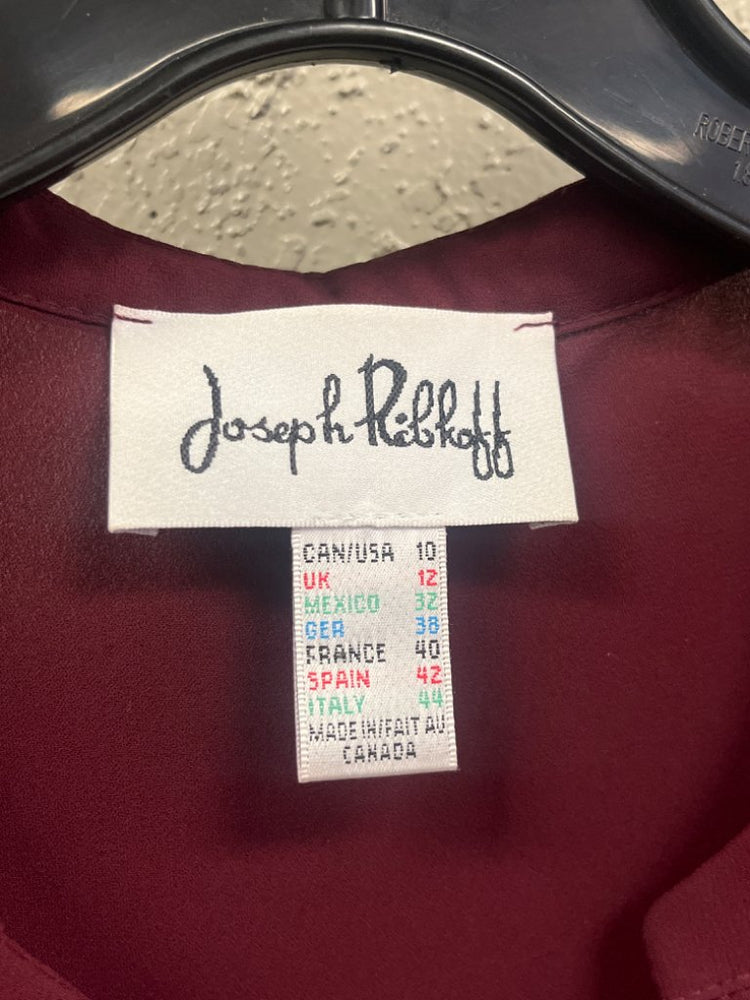 Joseph Ribkoff
CAN/USA 10
UK 12
MEXICO 32
GER 38
FRANCE 40
SPAIN 42
ITALY 44
MADE IN/FAIT AU
CANADA